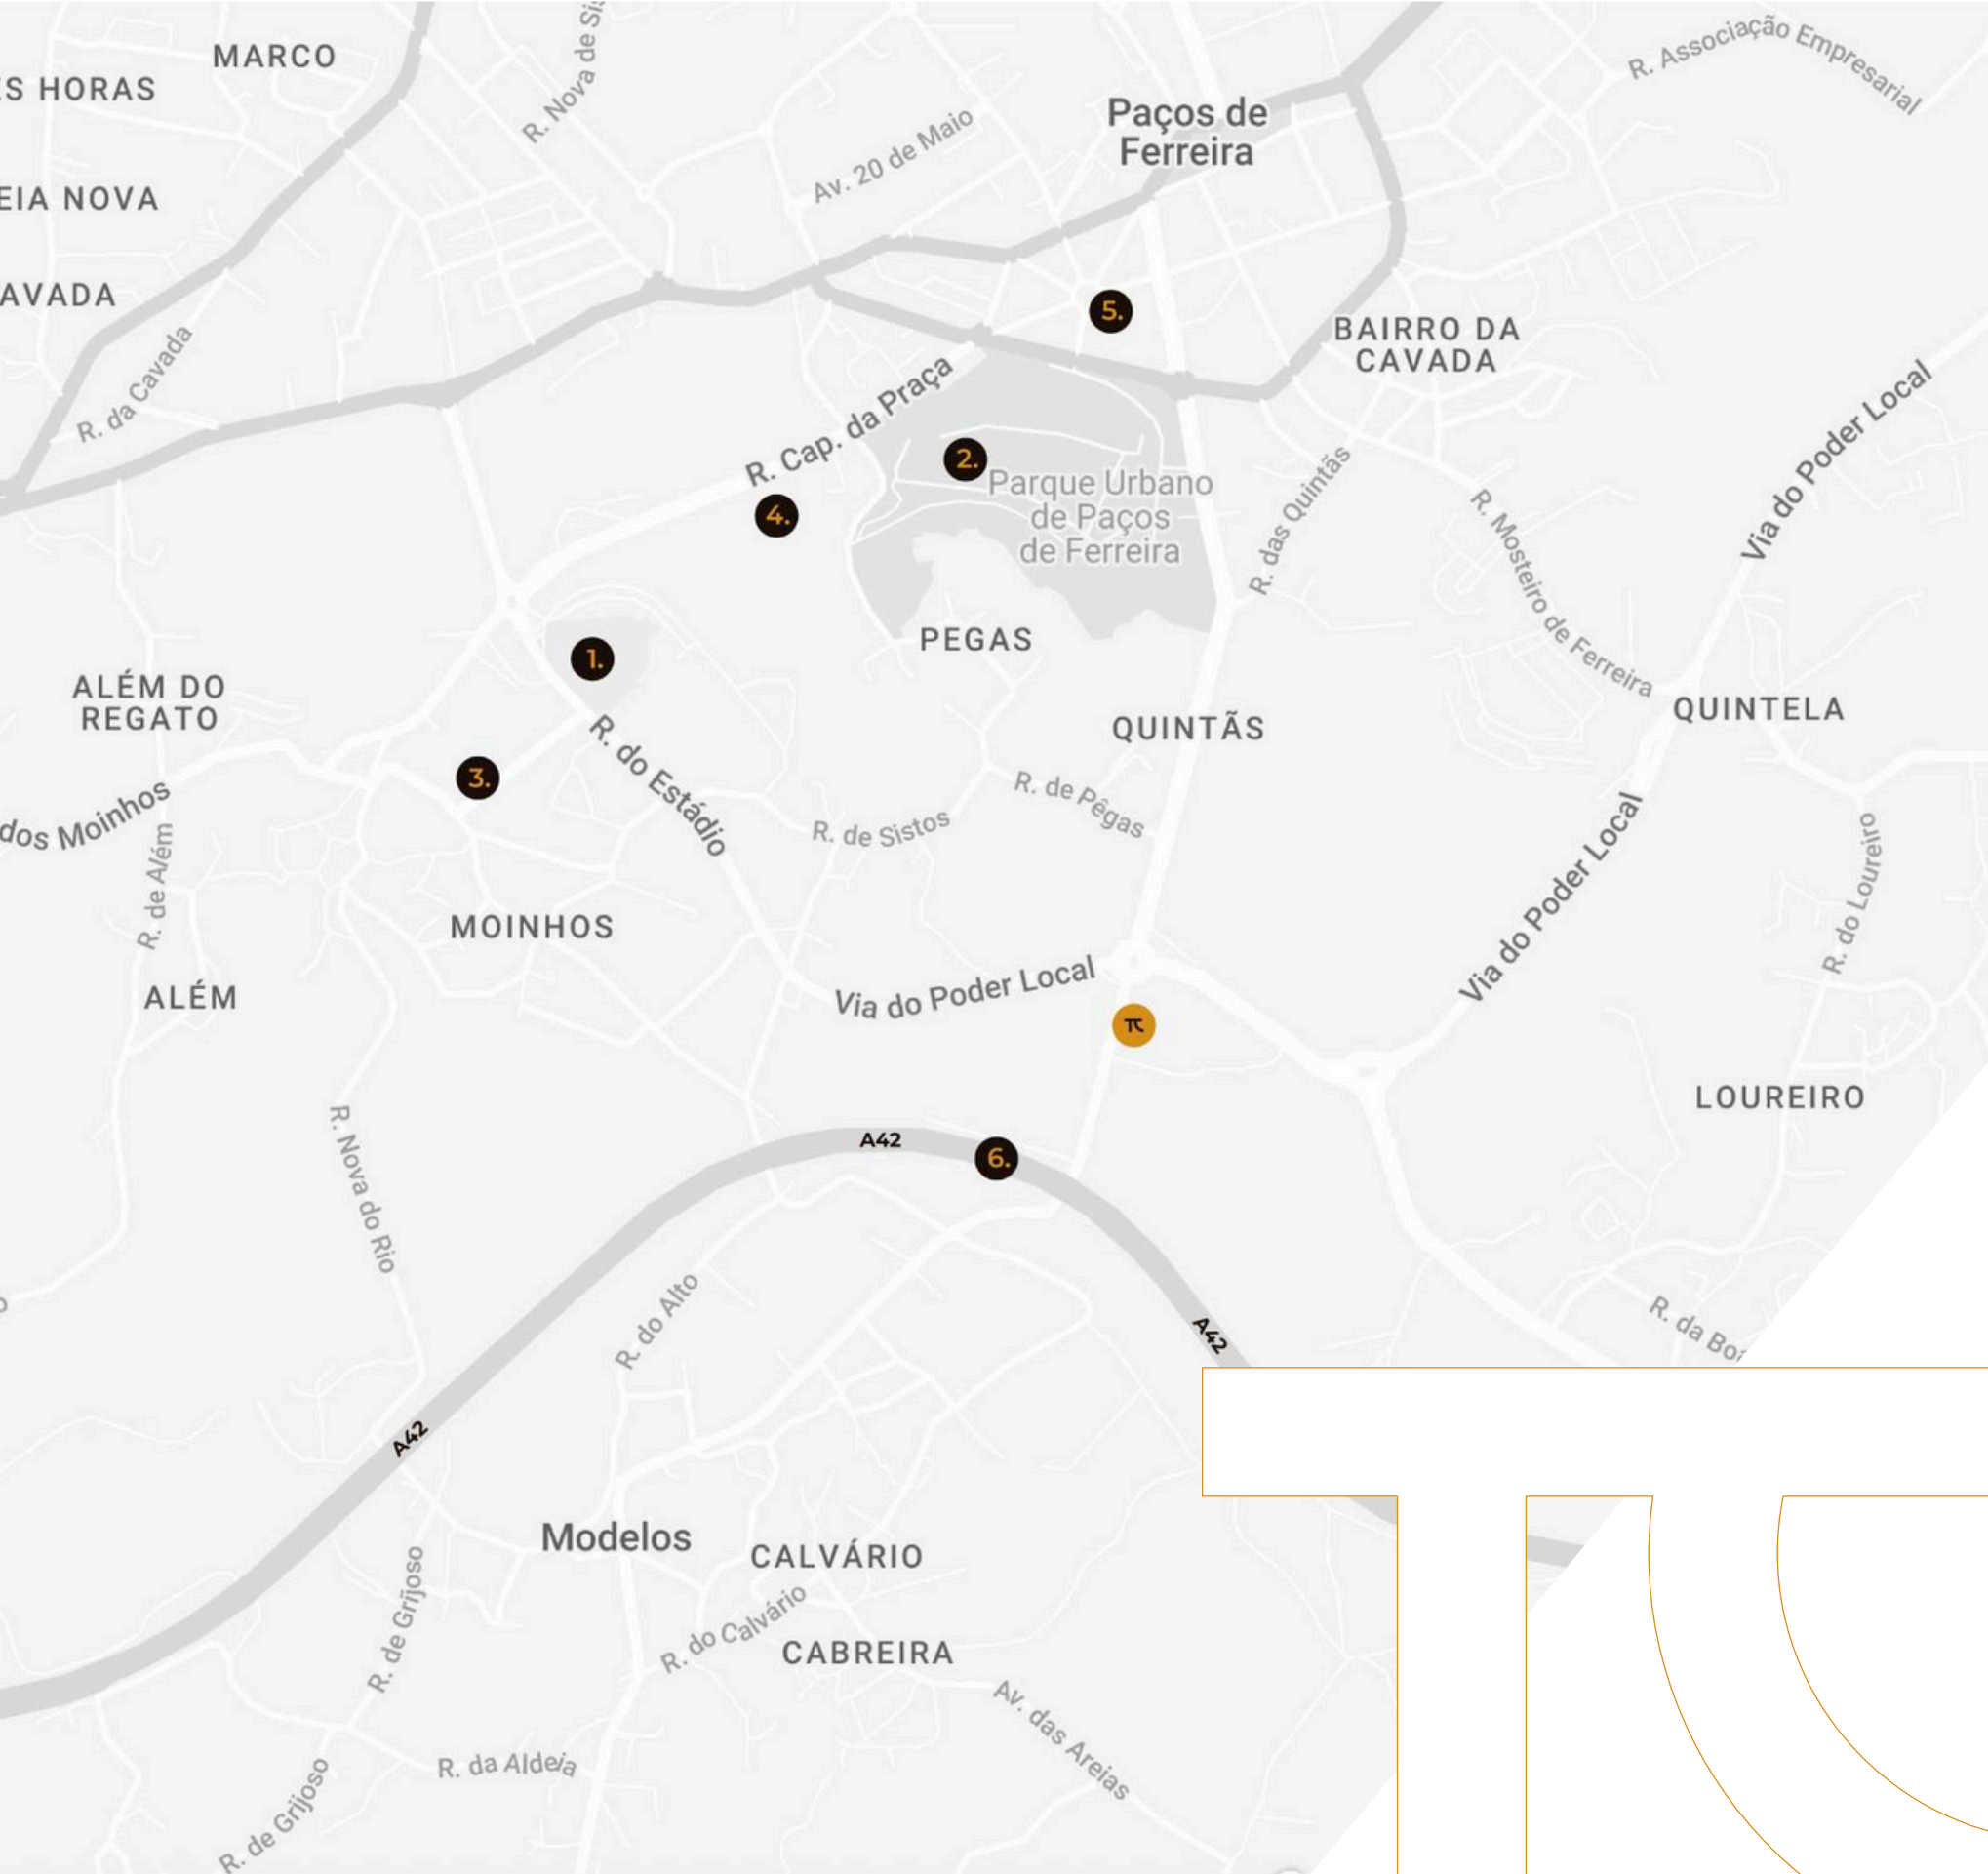 MARCO
R. Nova de Sis
R. Associação Empresarial
ES HORAS
Paços de
Ferreira
Av. 20 de Maio
EIA NOVA
AVADA
5.
BAIRRO DA
CAVADA
R. da Cavada
R. Cap. da Praça
Via do Poder Local
2.
Parque Urbano
de Paços
de Ferreira
4.
R. das Quintãs
R. Mosteiro de Ferreira
PEGAS
1.
ALÉM DO
REGATO
QUINTÃS
QUINTELA
R. do Estádio
3.
dos Moinhos
R. de Pêgas
R. de Sistos
R. de Além
Via do Poder Local
R. do Loureiro
MOINHOS
ALÉM
Via do Poder Local
π
LOUREIRO
A42
6.
R. Nova do Rio
R. do Alto
A42
R. da Boa
A42
Modelos
CALVÁRIO
R. de Grijoso
R. do Calvário
CABREIRA
Av. das Areias
R. da Aldeia
R. de Grijoso